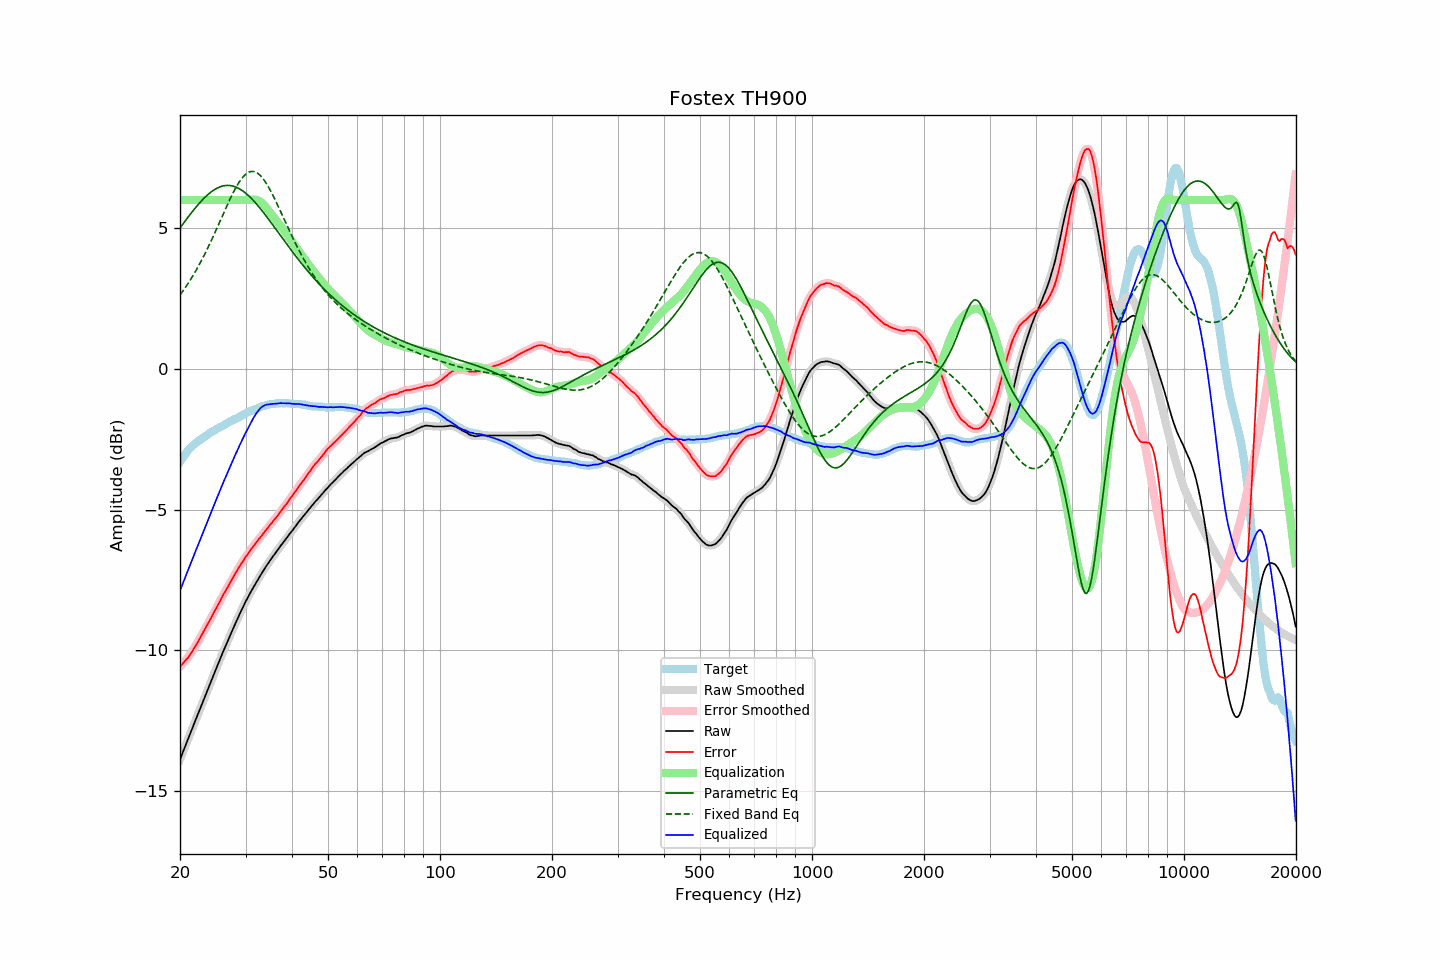 Fostex TH900
Amplitude (dBr)
5
0
−5
−10
−15
Target
Raw Smoothed
Error Smoothed
Raw
Error
Equalization
Parametric Eq
Fixed Band Eq
Equalized
20 50 100 200 500 1000 2000 5000 10000 20000
Frequency (Hz)